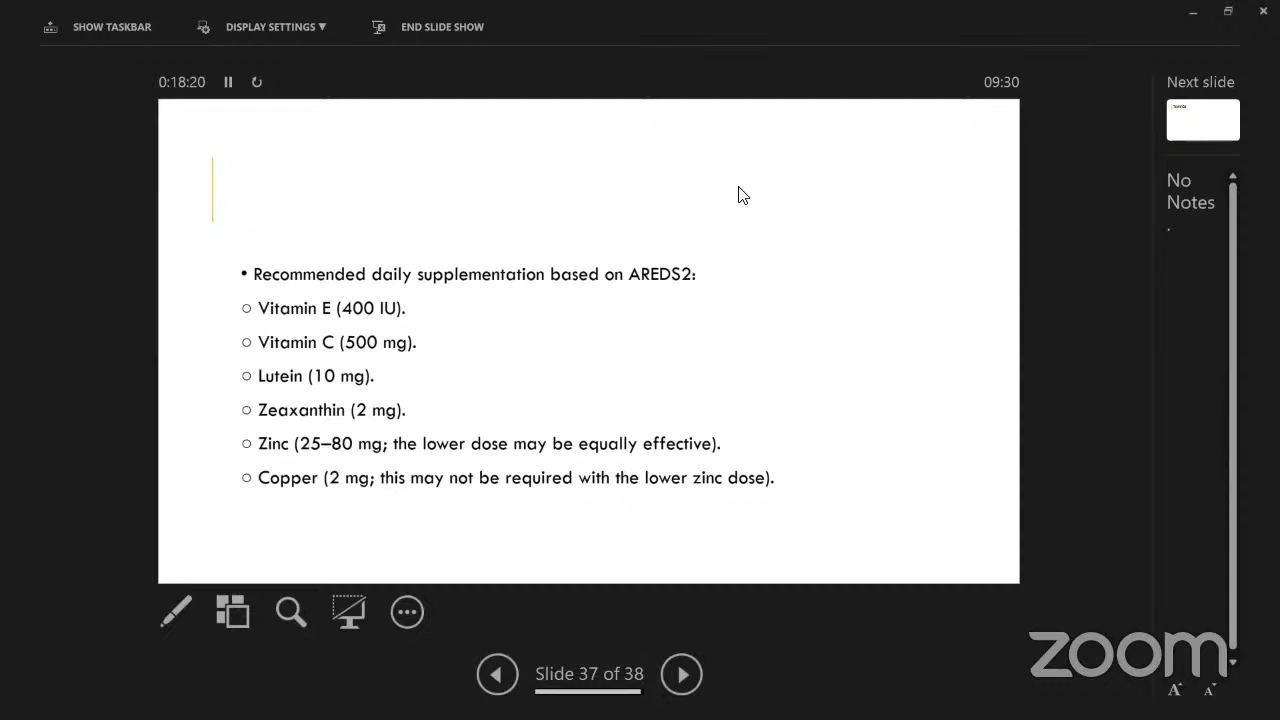 SHOW TASKBAR
DISPLAY SETTINGS ▼
END SLIDE SHOW
0:18:20
09:30
Next slide
• Recommended daily supplementation based on AREDS2:
○ Vitamin E (400 IU).
○ Vitamin C (500 mg).
○ Lutein (10 mg).
○ Zeaxanthin (2 mg).
○ Zinc (25–80 mg; the lower dose may be equally effective).
○ Copper (2 mg; this may not be required with the lower zinc dose).
No
Notes
.
Slide 37 of 38
zoom
A A